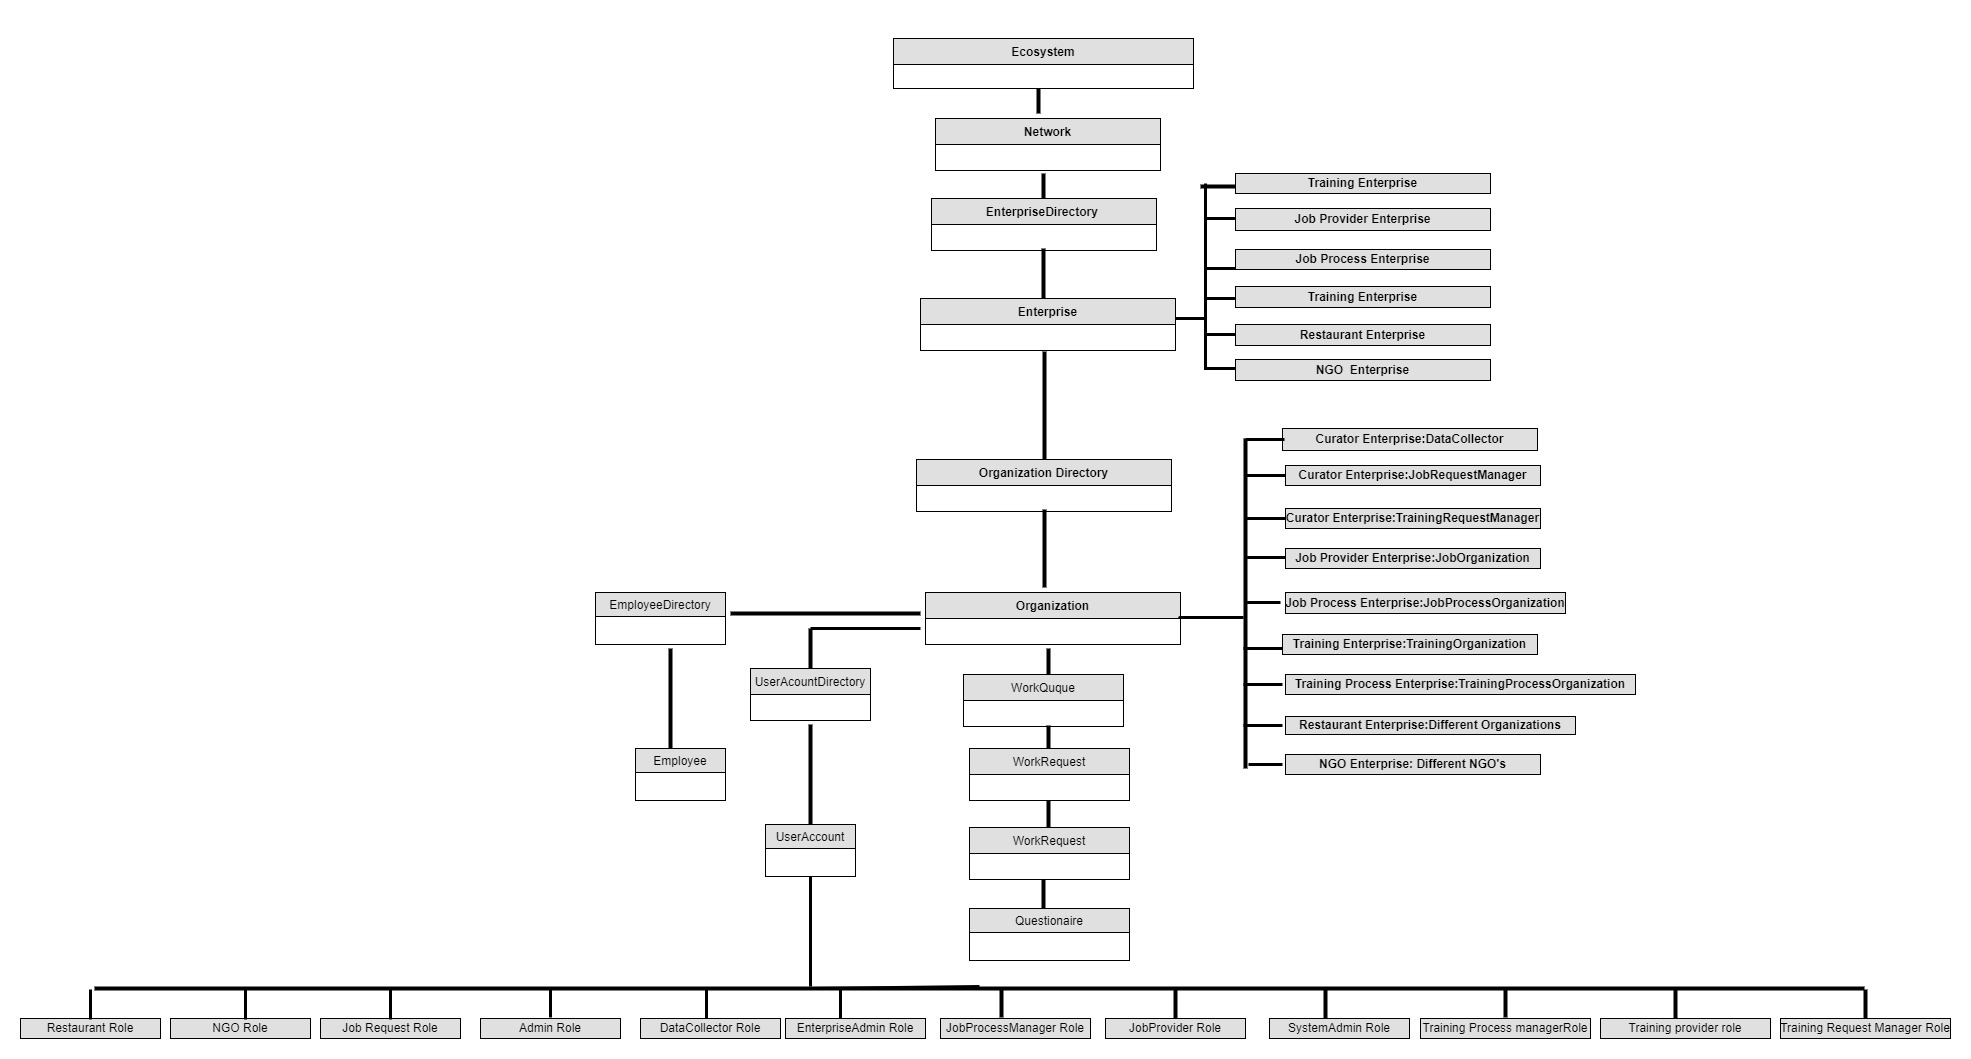 Ecosystem
Network
EnterpriseDirectory
Enterprise
Training Enterprise
Job Provider Enterprise
Job Process Enterprise
Training Enterprise
Restaurant Enterprise
NGO  Enterprise
Organization Directory
Organization
Curator Enterprise:DataCollector
Curator Enterprise:JobRequestManager
Curator Enterprise:TrainingRequestManager
Job Provider Enterprise:JobOrganization
Job Process Enterprise:JobProcessOrganization
Training Enterprise:TrainingOrganization
Training Process Enterprise:TrainingProcessOrganization
Restaurant Enterprise:Different Organizations
NGO Enterprise: Different NGO's
EmployeeDirectory
Employee
UserAcountDirectory
UserAccount
WorkQuque
WorkRequest
WorkRequest
Questionaire
Restaurant Role
NGO Role
Job Request Role
Admin Role
DataCollector Role
EnterpriseAdmin Role
JobProcessManager Role
JobProvider Role
SystemAdmin Role
Training Process managerRole
Training provider role
Training Request Manager Role